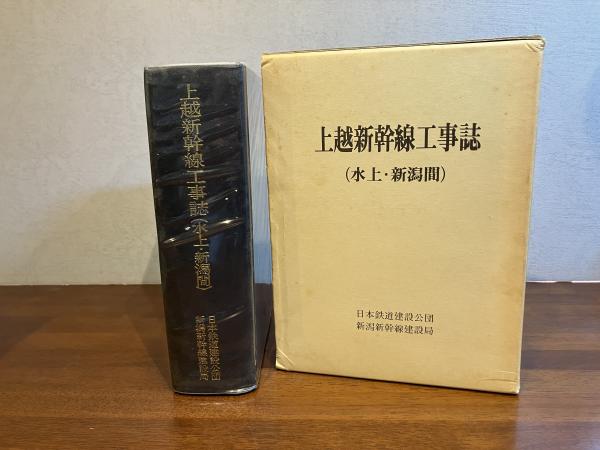 上越新幹線工事誌(水上・新潟間)
日本鉄道建設公団
新潟新幹線建設局
上越新幹線工事誌
(水上・新潟間)
日本鉄道建設公団
新潟新幹線建設局